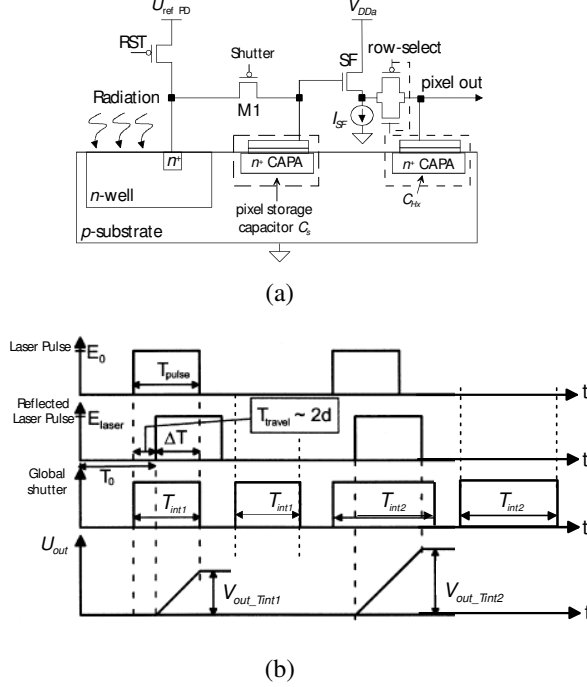 U_ref_PD
V_DDa
RST
Shutter
SF
row-select
pixel out
Radiation
M1
I_SF
n+
n+ CAPA
n+ CAPA
n-well
pixel storage
capacitor C_s
C_Hx
p-substrate
(a)
Laser Pulse
E_0
T_pulse
t
Reflected
Laser Pulse
E_laser
T_travel ~ 2d
ΔT
t
T_0
Global
shutter
T_int1
T_int1
T_int2
T_int2
t
U_out
V_out_Tint1
V_out_Tint2
t
(b)